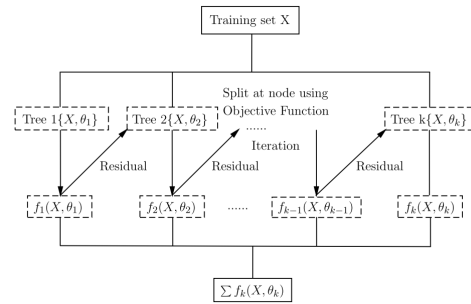 Training set X
Split at node using
Objective Function
Tree 1{X, θ₁}
Tree 2{X, θ₂}
......
Tree k{X, θₖ}
Iteration
Residual
Residual
Residual
f₁(X, θ₁)
f₂(X, θ₂)
......
fₖ₋₁(X, θₖ₋₁)
fₖ(X, θₖ)
∑ fₖ(X, θₖ)